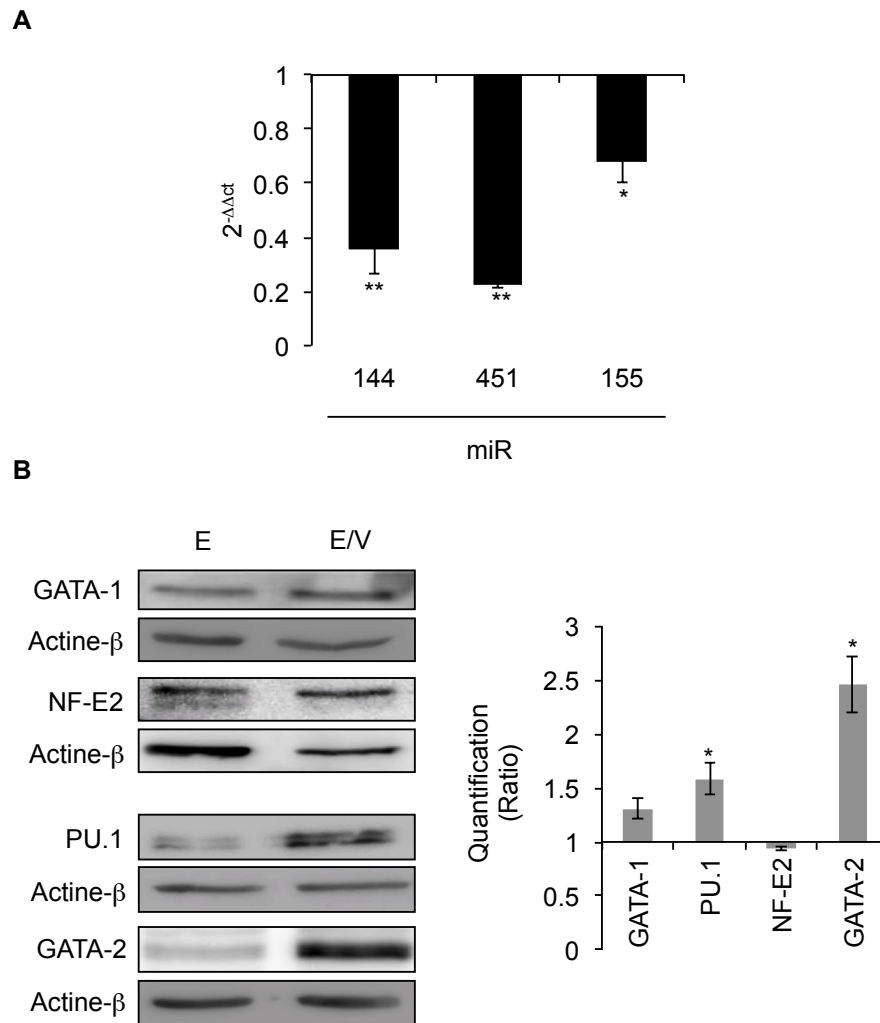 A
1
0.8
0.6
0.4
0.2
0
2-ΔΔct
**
**
*
144 451 155
miR
B
E E/V
GATA-1
Actine-β
NF-E2
Actine-β
PU.1
Actine-β
GATA-2
Actine-β
Quantification
(Ratio)
3
2.5
2
1.5
1
0.5
0
*
*
GATA-1
PU.1
NF-E2
GATA-2